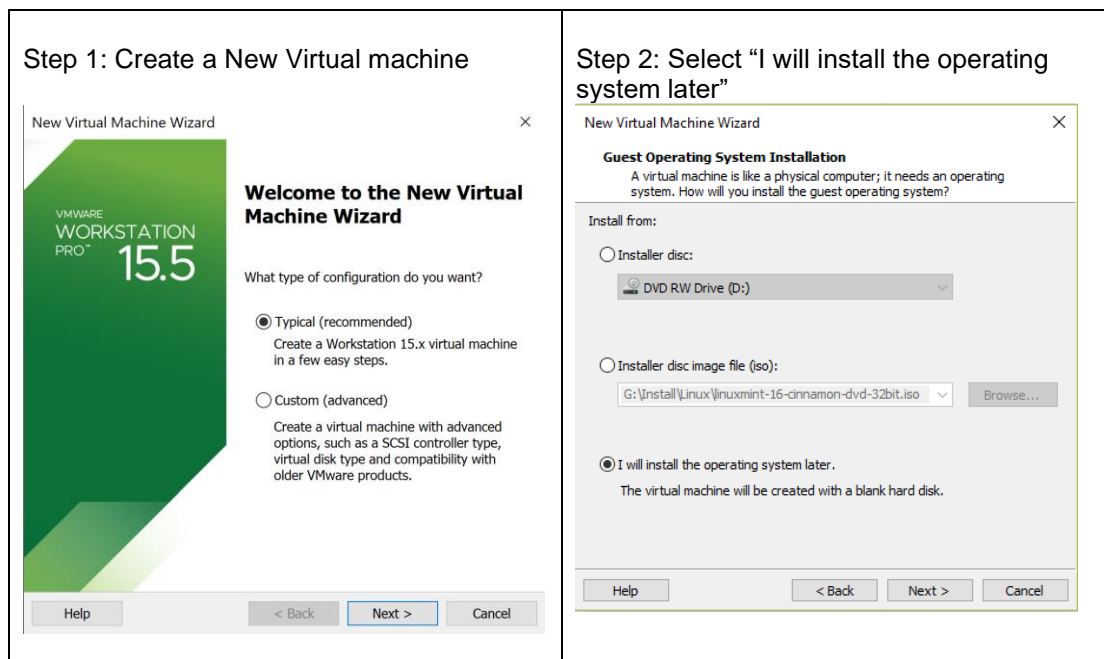 Step 1: Create a New Virtual machine
New Virtual Machine Wizard
VMWARE
WORKSTATION
PRO™ 15.5
Welcome to the New Virtual
Machine Wizard
What type of configuration do you want?
Typical (recommended)
Create a Workstation 15.x virtual machine
in a few easy steps.
Custom (advanced)
Create a virtual machine with advanced
options, such as a SCSI controller type,
virtual disk type and compatibility with
older VMware products.
Help
< Back
Next >
Cancel
Step 2: Select “I will install the operating
system later”
New Virtual Machine Wizard
Guest Operating System Installation
A virtual machine is like a physical computer; it needs an operating
system. How will you install the guest operating system?
Install from:
Installer disc:
DVD RW Drive (D:)
Installer disc image file (iso):
G:\Install\Linux\linuxmint-16-cinnamon-dvd-32bit.iso
Browse...
I will install the operating system later.
The virtual machine will be created with a blank hard disk.
Help
< Back
Next >
Cancel